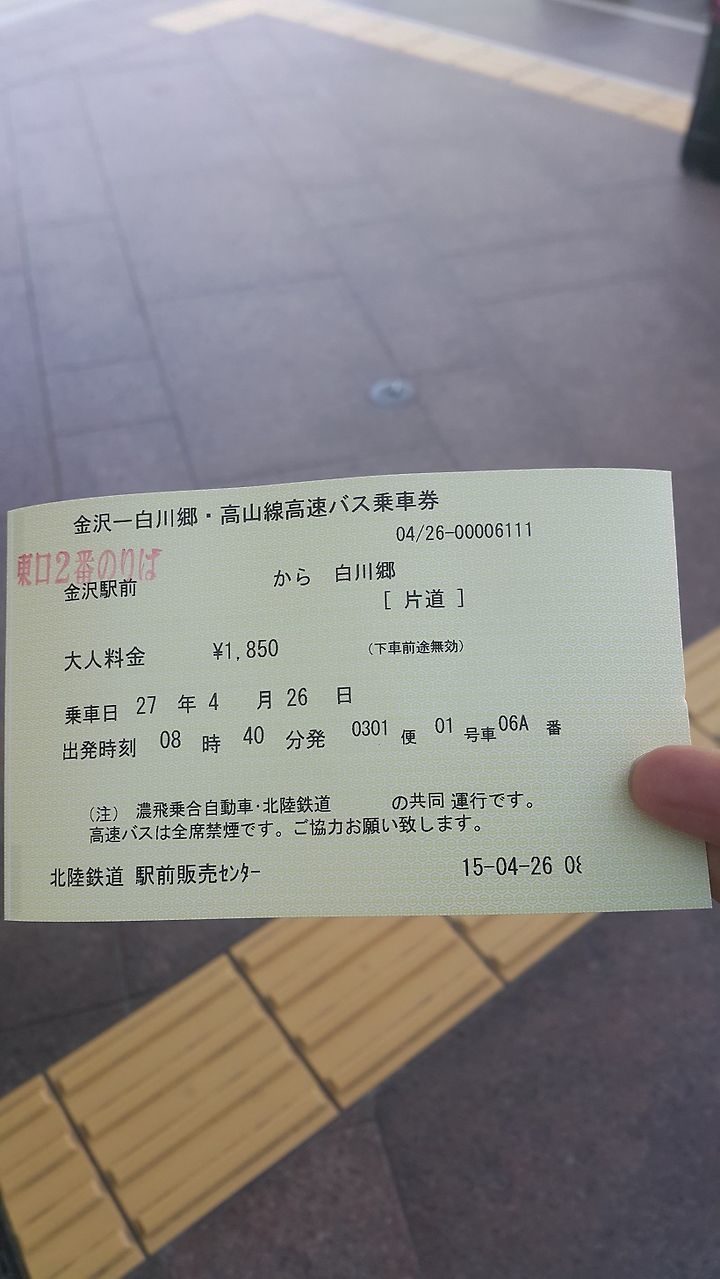 金沢ー白川郷・高山線高速バス乗車券
04/26-00006111
東口2番のりば
金沢駅前 から 白川郷
[ 片道 ]
大人料金 ¥1,850 (下車前途無効)
乗車日 27 年 4 月 26 日
出発時刻 08 時 40 分発 0301 便 01 号車 06A 番
(注) 濃飛乗合自動車・北陸鉄道 の共同 運行です。
高速バスは全席禁煙です。ご協力お願い致します。
北陸鉄道 駅前販売ｾﾝﾀｰ 15-04-26